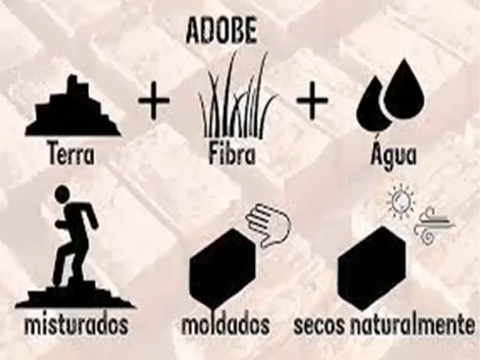 ADOBE
+ +
Terra Fibra Água
misturados moldados secos naturalmente